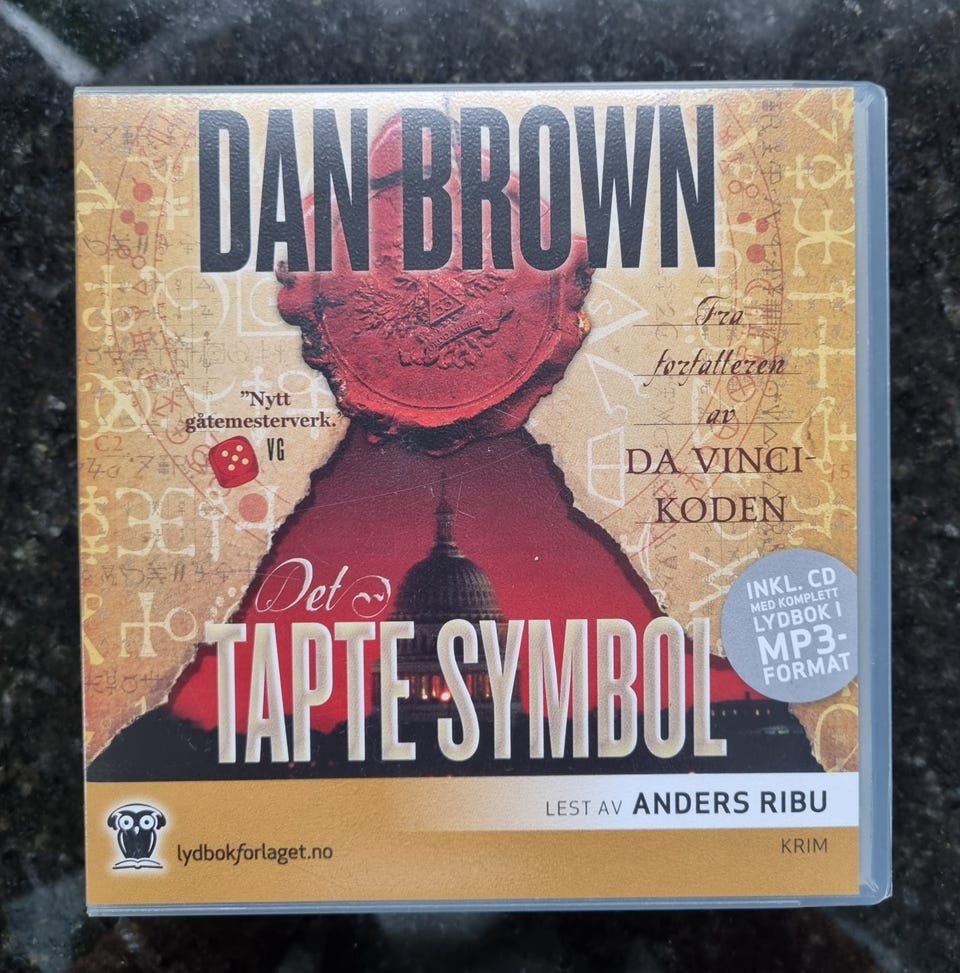 DAN BROWN
Fra
forfatteren
av
DA VINCI-
KODEN
"Nytt
gåtemesterverk."
VG
INKL. CD
MED KOMPLETT
LYDBOK I
MP3-
FORMAT
Det
TAPTE SYMBOL
LEST AV ANDERS RIBU
KRIM
lydbokforlaget.no